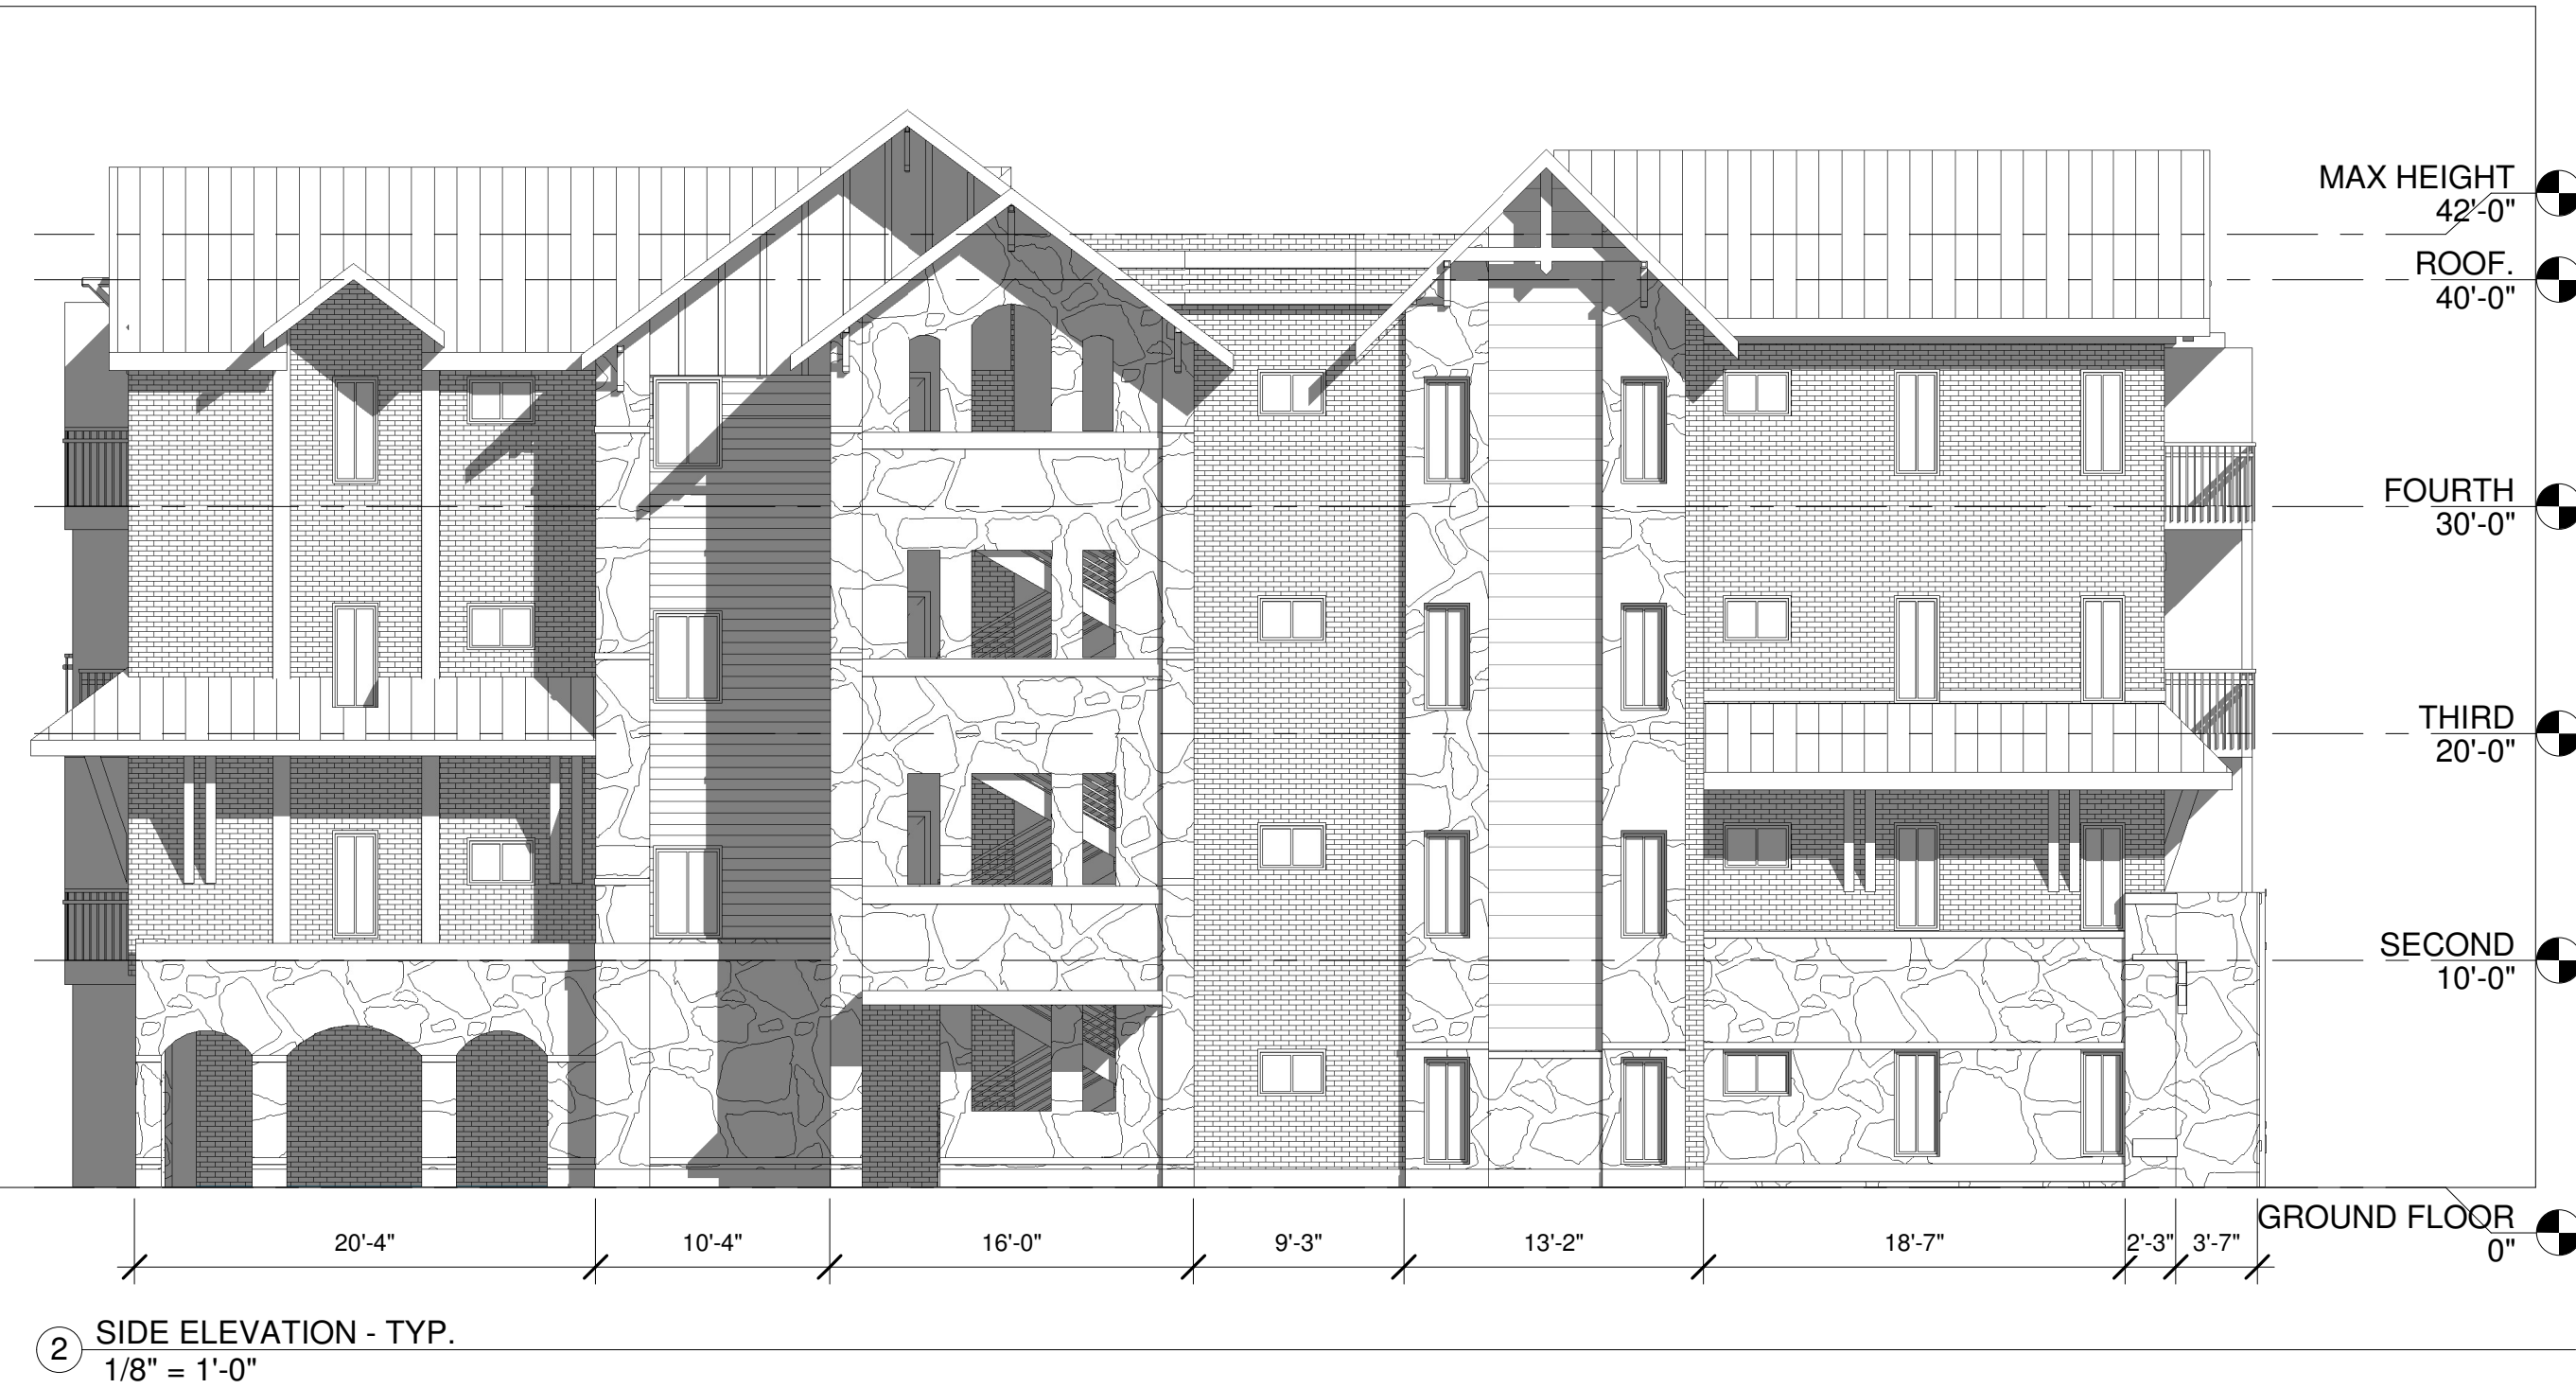 MAX HEIGHT
42'-0"
ROOF.
40'-0"
FOURTH
30'-0"
THIRD
20'-0"
SECOND
10'-0"
GROUND FLOOR
0"
20'-4"
10'-4"
16'-0"
9'-3"
13'-2"
18'-7"
2'-3"
3'-7"
2
SIDE ELEVATION - TYP.
1/8" = 1'-0"